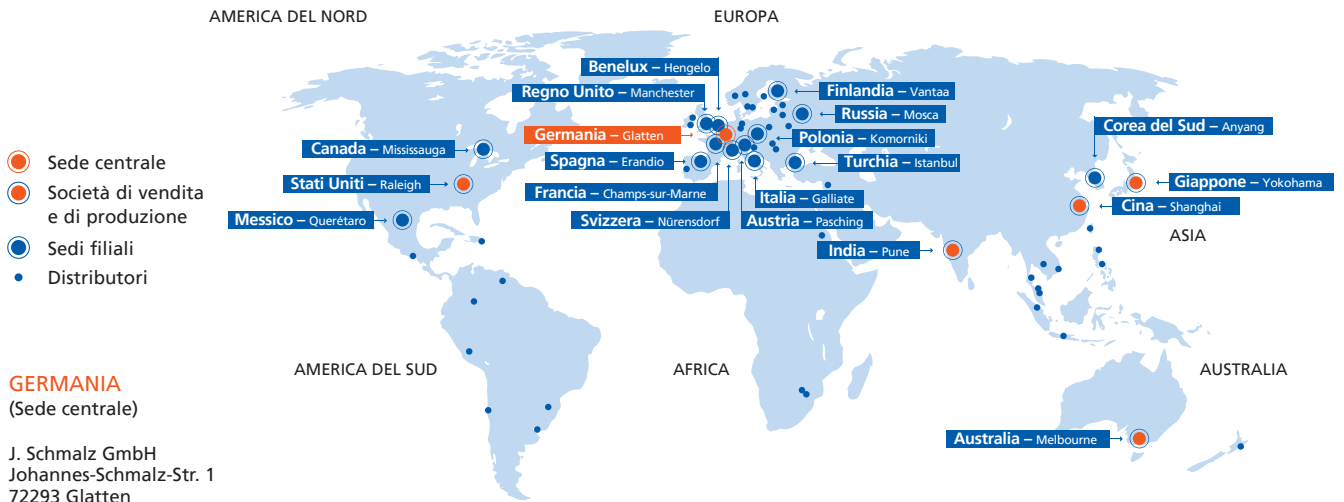 AMERICA DEL NORD
EUROPA
Benelux – Hengelo
Regno Unito – Manchester
Finlandia – Vantaa
Russia – Mosca
Germania – Glatten
Polonia – Komorniki
Corea del Sud – Anyang
Canada – Mississauga
Spagna – Erandio
Turchia – Istanbul
Sede centrale
Stati Uniti – Raleigh
Francia – Champs-sur-Marne
Italia – Galliate
Giappone – Yokohama
Società di vendita
e di produzione
Messico – Querétaro
Svizzera – Nürensdorf
Austria – Pasching
Cina – Shanghai
ASIA
Sedi filiali
India – Pune
Distributori
AMERICA DEL SUD
AFRICA
AUSTRALIA
GERMANIA
(Sede centrale)
Australia – Melbourne
J. Schmalz GmbH
Johannes-Schmalz-Str. 1
72293 Glatten